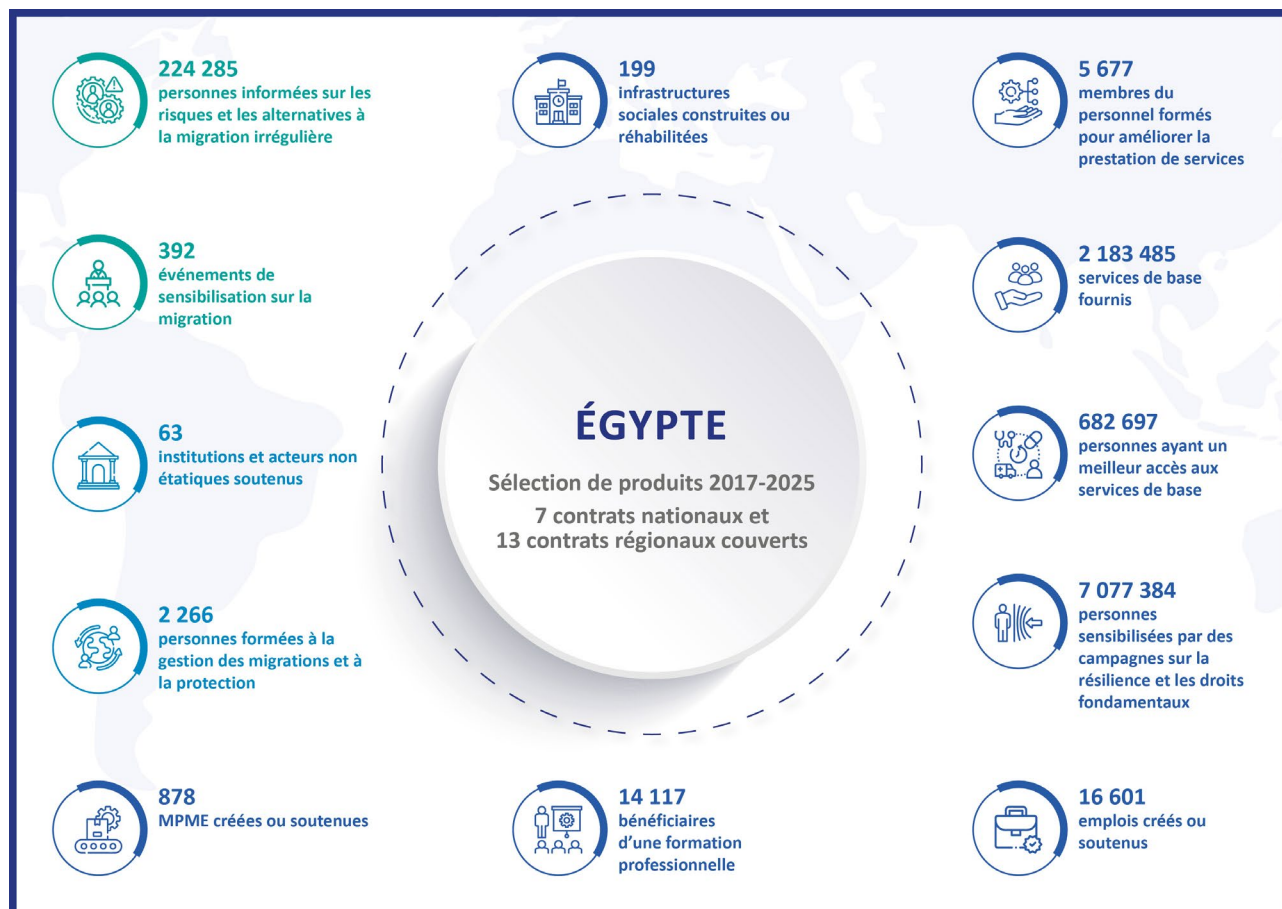 224 285
personnes informées sur les
risques et les alternatives à
la migration irrégulière
199
infrastructures
sociales construites ou
réhabilitées
5 677
membres du
personnel formés
pour améliorer la
prestation de services
392
événements de
sensibilisation sur la
migration
2 183 485
services de base
fournis
ÉGYPTE
Sélection de produits 2017-2025
7 contrats nationaux et
13 contrats régionaux couverts
63
institutions et acteurs non
étatiques soutenus
682 697
personnes ayant un
meilleur accès aux
services de base
2 266
personnes formées à la
gestion des migrations et à
la protection
7 077 384
personnes
sensibilisées par des
campagnes sur la
résilience et les droits
fondamentaux
878
MPME créées ou soutenues
14 117
bénéficiaires
d’une formation
professionnelle
16 601
emplois créés ou
soutenus